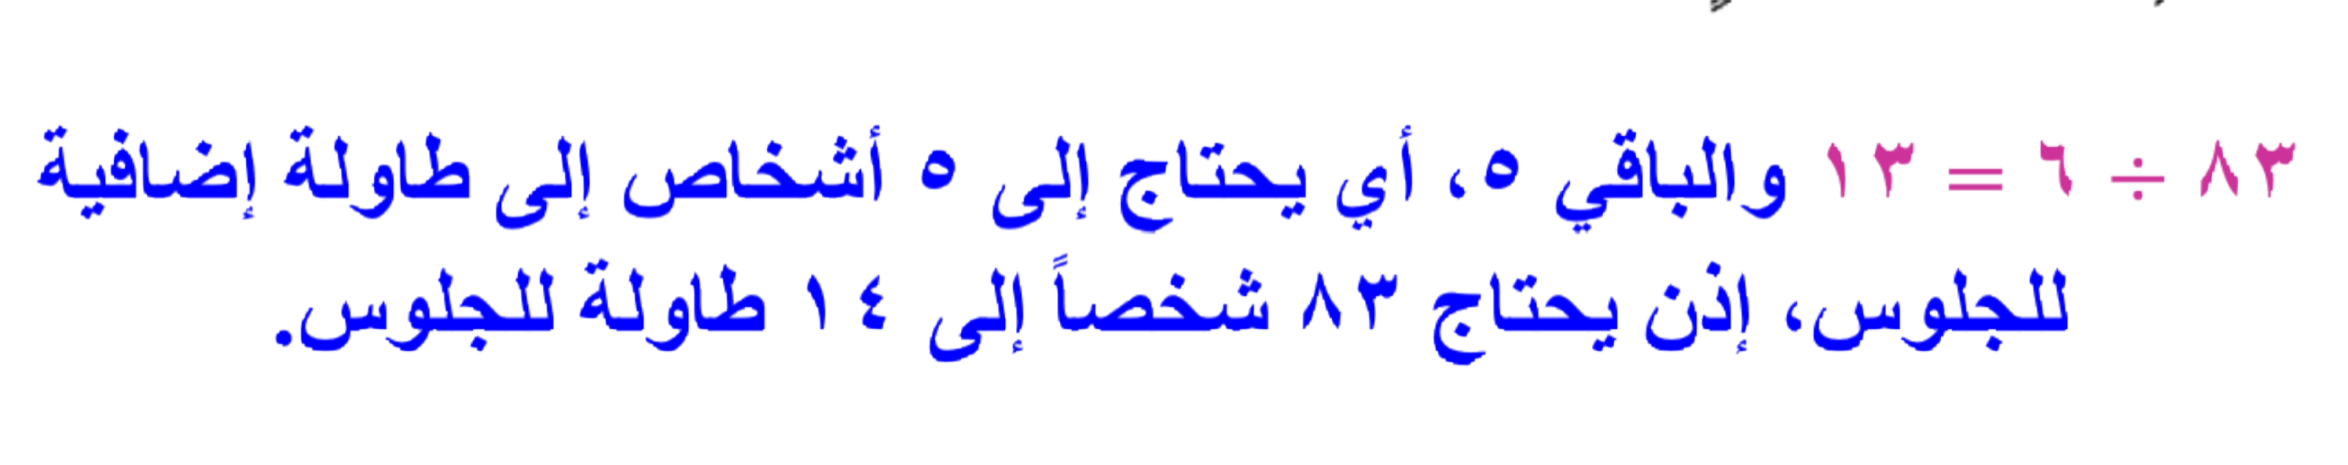 ٨٣ ÷ ٦ = ١٣ والباقي ٥، أي يحتاج إلى ٥ أشخاص إلى طاولة إضافية
للجلوس، إذن يحتاج ٨٣ شخصاً إلى ١٤ طاولة للجلوس.